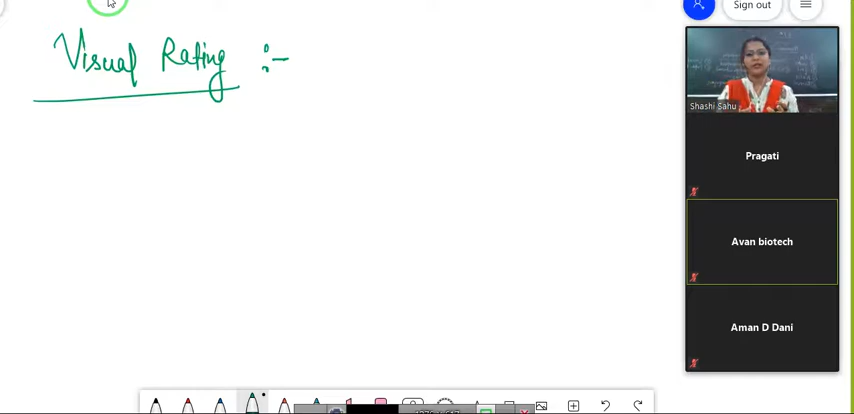 Sign out
Visual Rating :-
Shashi Sahu
Pragati
Avan biotech
Aman D Dani